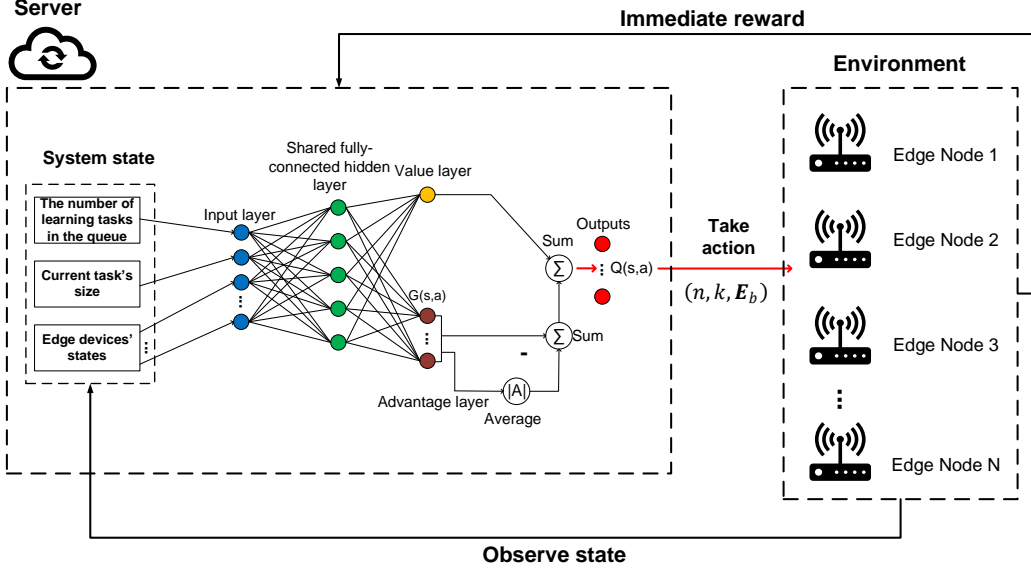 Server
Immediate reward
Environment
System state
The number of
learning tasks
in the queue
Current task's
size
Edge devices'
states
...
Input layer
...
Shared fully-
connected hidden
layer
Value layer
G(s,a)
...
Advantage layer
|A|
Average
-
∑
Sum
Sum
∑
Outputs
...
Q(s,a)
Take
action
(n, k, E_b)
Edge Node 1
Edge Node 2
Edge Node 3
...
Edge Node N
Observe state